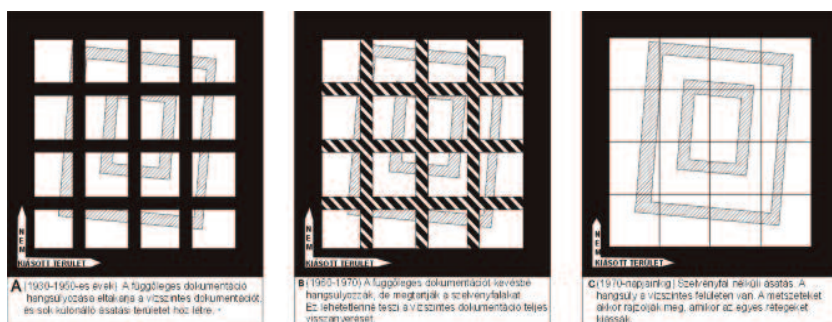 NEM
KIÁSOTT TERÜLET
A (1930-1950-es évek) A függőleges dokumentáció
hangsúlyozása eltakarja a vízszintes dokumentációt,
és sok különálló ásatási területet hoz létre.
NEM
KIÁSOTT TERÜLET
B (1950-1970) A függőleges dokumentációt kevésbé
hangsúlyozzák, de megtartják a szelvényfalakat
Ez lehetetlenné teszi a vízszintes dokumentáció teljes
visszanyerését.
NEM
KIÁSOTT TERÜLET
C (1970-napjainkig) Szelvényfal nélküli ásatás. A
hangsúly a vízszintes felületen van. A metszeteket
akkor rajzolják meg, amikor az egyes rétegeket
kiássák.